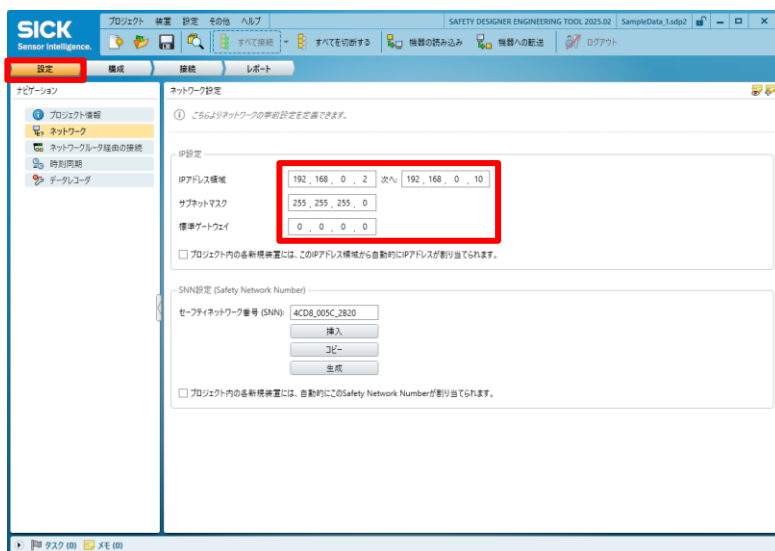 SICK
Sensor Intelligence.
プロジェクト 装置 設定 その他 ヘルプ
SAFETY DESIGNER ENGINEERING TOOL 2025.02 SampleData_1.sdp2
すべて接続 すべてを切断する 機器の読み込み 機器への転送 ログアウト
設定 構成 接続 レポート
ナビゲーション
プロジェクト情報
ネットワーク
ネットワークルータ経由の接続
時刻同期
データレコーダ
ネットワーク設定
こちらよりネットワークの事前設定を定義できます。
IP設定
IPアドレス領域 192 . 168 . 0 . 2 次へ: 192 . 168 . 0 . 10
サブネットマスク 255 . 255 . 255 . 0
標準ゲートウェイ 0 . 0 . 0 . 0
プロジェクト内の各新規装置には、このIPアドレス領域から自動的にIPアドレスが割り当てられます。
SNN設定 (Safety Network Number)
セーフティネットワーク番号 (SNN): 4CD8_005C_2B20
挿入
コピー
生成
プロジェクト内の各新規装置には、自動的にこのSafety Network Numberが割り当てられます。
タスク (0) メモ (0)